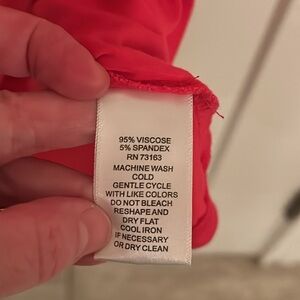 95% VISCOSE
5% SPANDEX
RN 73163
MACHINE WASH
COLD
GENTLE CYCLE
WITH LIKE COLORS
DO NOT BLEACH
RESHAPE AND
DRY FLAT
COOL IRON
IF NECESSARY
OR DRY CLEAN